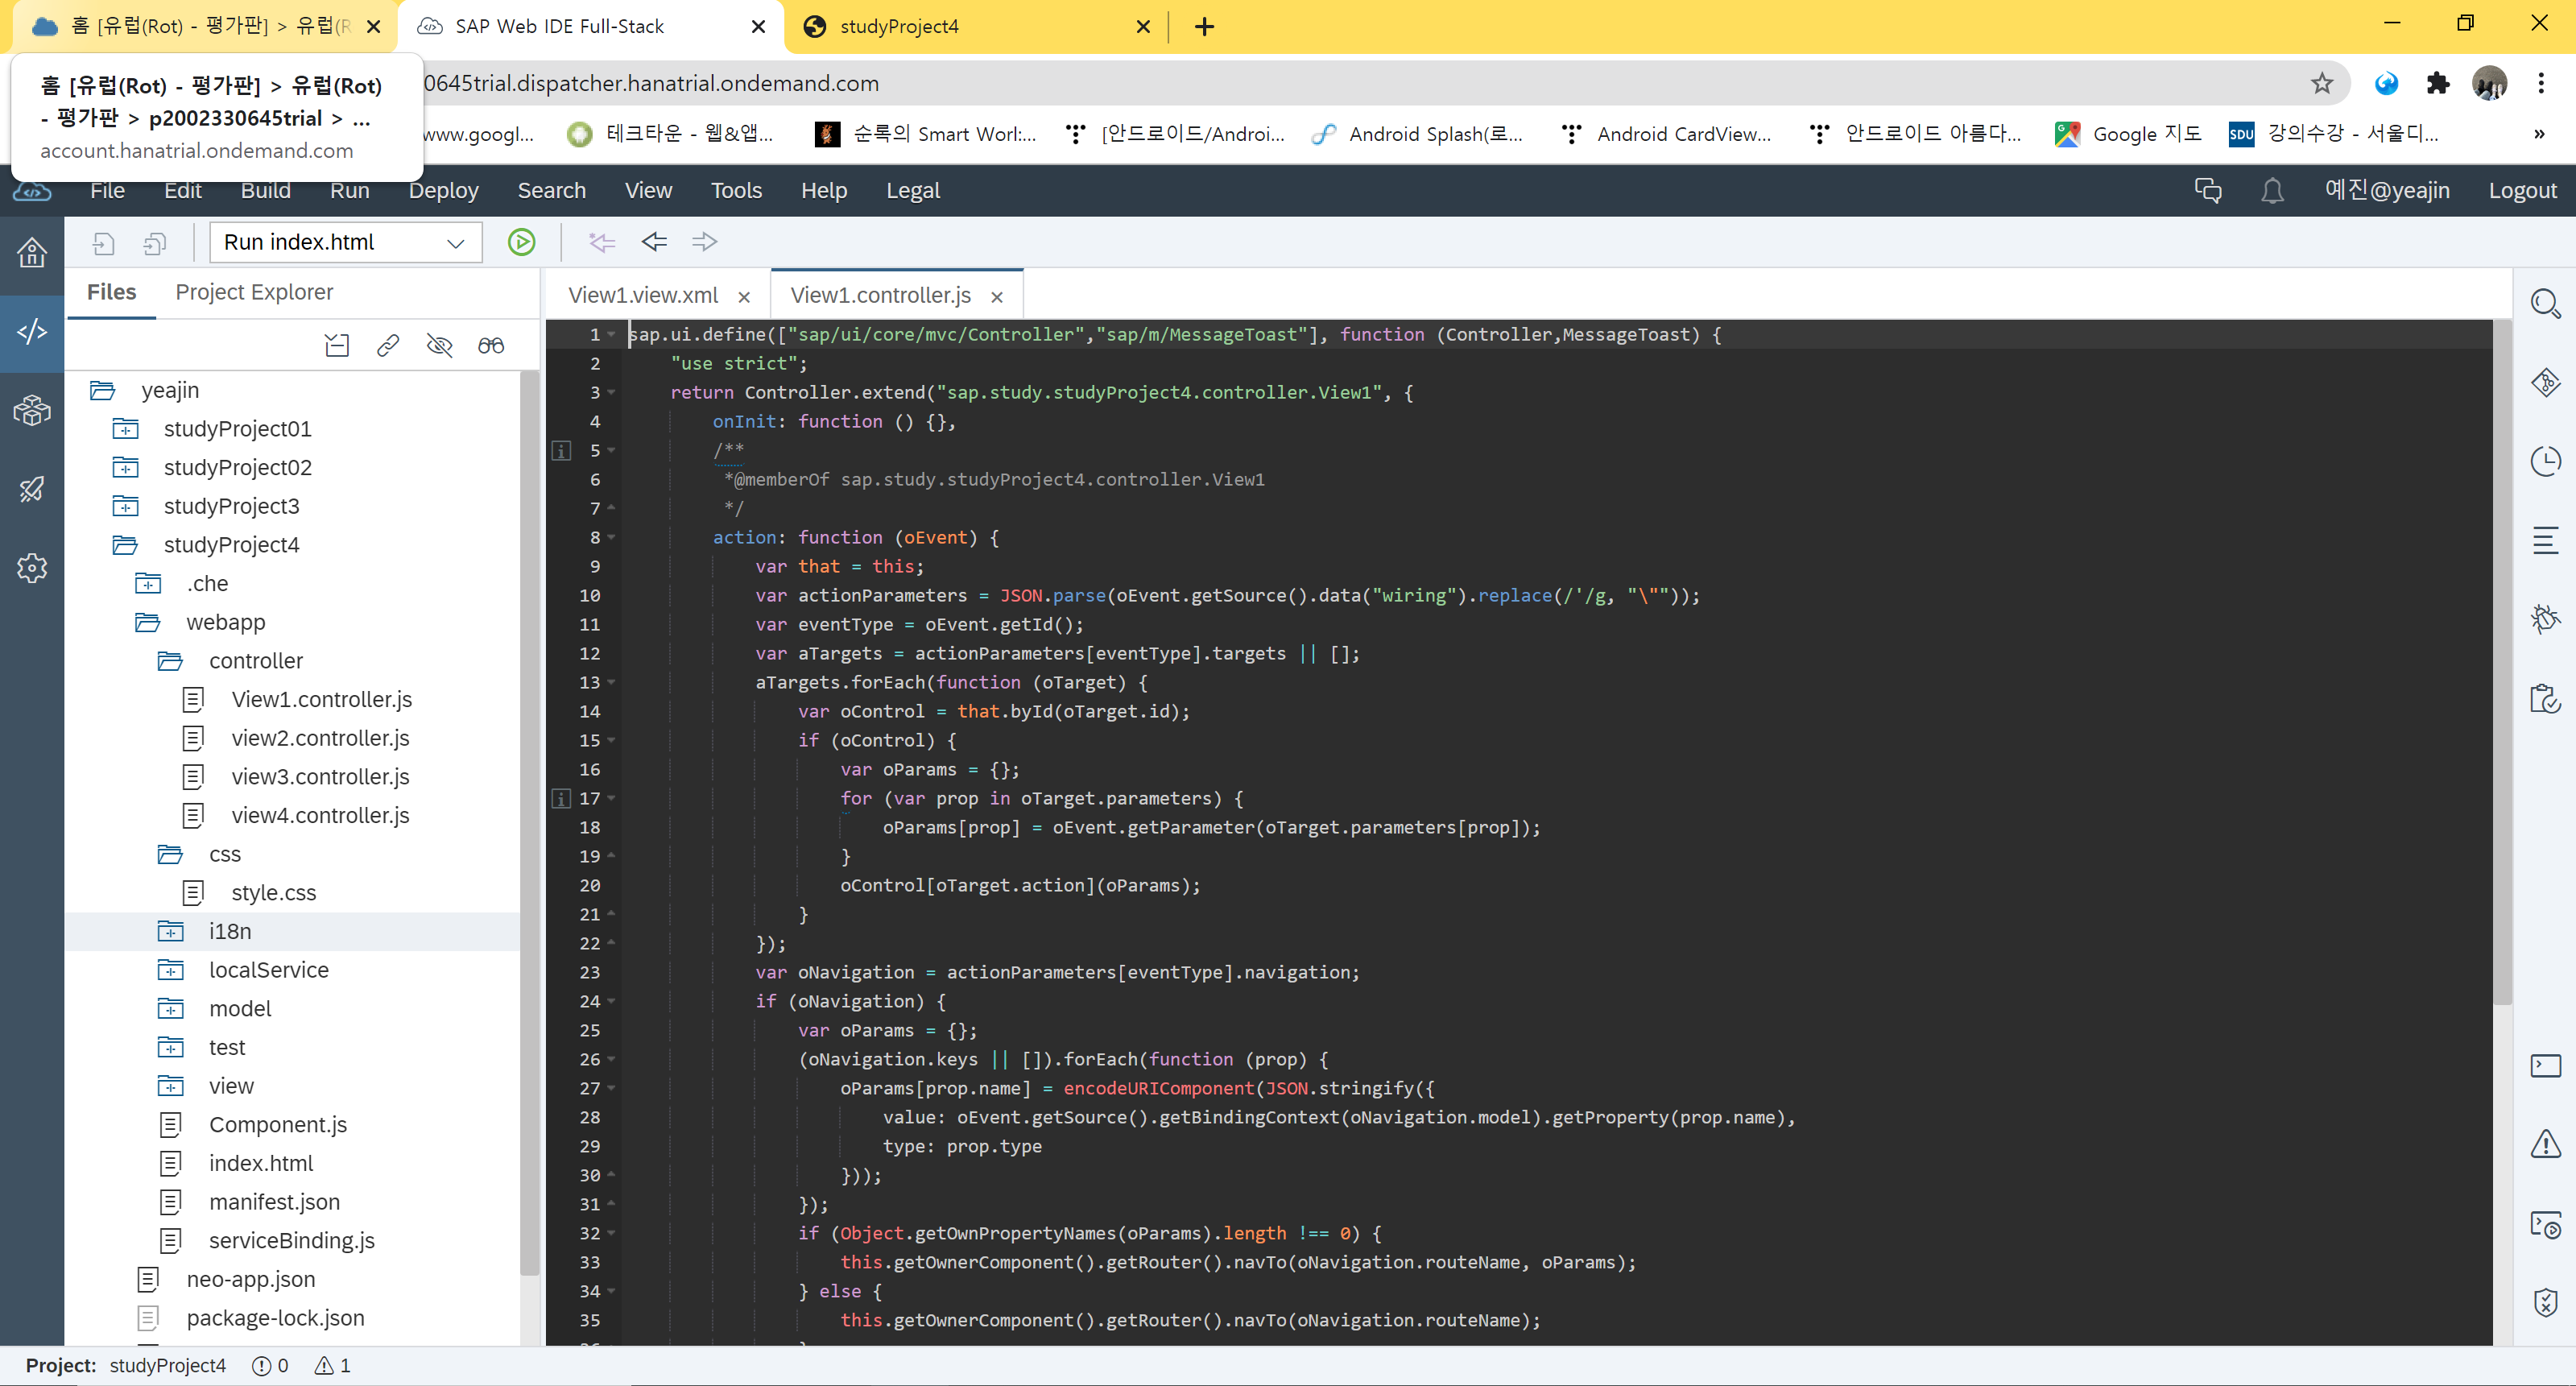 홈 [유럽(Rot) - 평가판] > 유럽(R
SAP Web IDE Full-Stack
studyProject4
홈 [유럽(Rot) - 평가판] > 유럽(Rot)
- 평가판 > p2002330645trial > ...
account.hanatrial.ondemand.com
0645trial.dispatcher.hanatrial.ondemand.com
www.googl...
테크타운 - 웹&앱...
순록의 Smart Worl:...
[안드로이드/Androi...
Android Splash(로...
Android CardView...
안드로이드 아름다...
Google 지도
SDU
강의수강 - 서울디...
»
File
Edit
Build
Run
Deploy
Search
View
Tools
Help
Legal
예진@yeajin
Logout
Run index.html
Files
Project Explorer
yeajin
studyProject01
studyProject02
studyProject3
studyProject4
.che
webapp
controller
View1.controller.js
view2.controller.js
view3.controller.js
view4.controller.js
css
style.css
i18n
localService
model
test
view
Component.js
index.html
manifest.json
serviceBinding.js
neo-app.json
package-lock.json
View1.view.xml
View1.controller.js
1 sap.ui.define(["sap/ui/core/mvc/Controller","sap/m/MessageToast"], function (Controller,MessageToast) {
2 "use strict";
3 return Controller.extend("sap.study.studyProject4.controller.View1", {
4 onInit: function () {},
5 /**
6 *@memberOf sap.study.studyProject4.controller.View1
7 */
8 action: function (oEvent) {
9 var that = this;
10 var actionParameters = JSON.parse(oEvent.getSource().data("wiring").replace(/'/g, "\""));
11 var eventType = oEvent.getId();
12 var aTargets = actionParameters[eventType].targets || [];
13 aTargets.forEach(function (oTarget) {
14 var oControl = that.byId(oTarget.id);
15 if (oControl) {
16 var oParams = {};
17 for (var prop in oTarget.parameters) {
18 oParams[prop] = oEvent.getParameter(oTarget.parameters[prop]);
19 }
20 oControl[oTarget.action](oParams);
21 }
22 });
23 var oNavigation = actionParameters[eventType].navigation;
24 if (oNavigation) {
25 var oParams = {};
26 (oNavigation.keys || []).forEach(function (prop) {
27 oParams[prop.name] = encodeURIComponent(JSON.stringify({
28 value: oEvent.getSource().getBindingContext(oNavigation.model).getProperty(prop.name),
29 type: prop.type
30 }));
31 });
32 if (Object.getOwnPropertyNames(oParams).length !== 0) {
33 this.getOwnerComponent().getRouter().navTo(oNavigation.routeName, oParams);
34 } else {
35 this.getOwnerComponent().getRouter().navTo(oNavigation.routeName);
Project: studyProject4
0
1